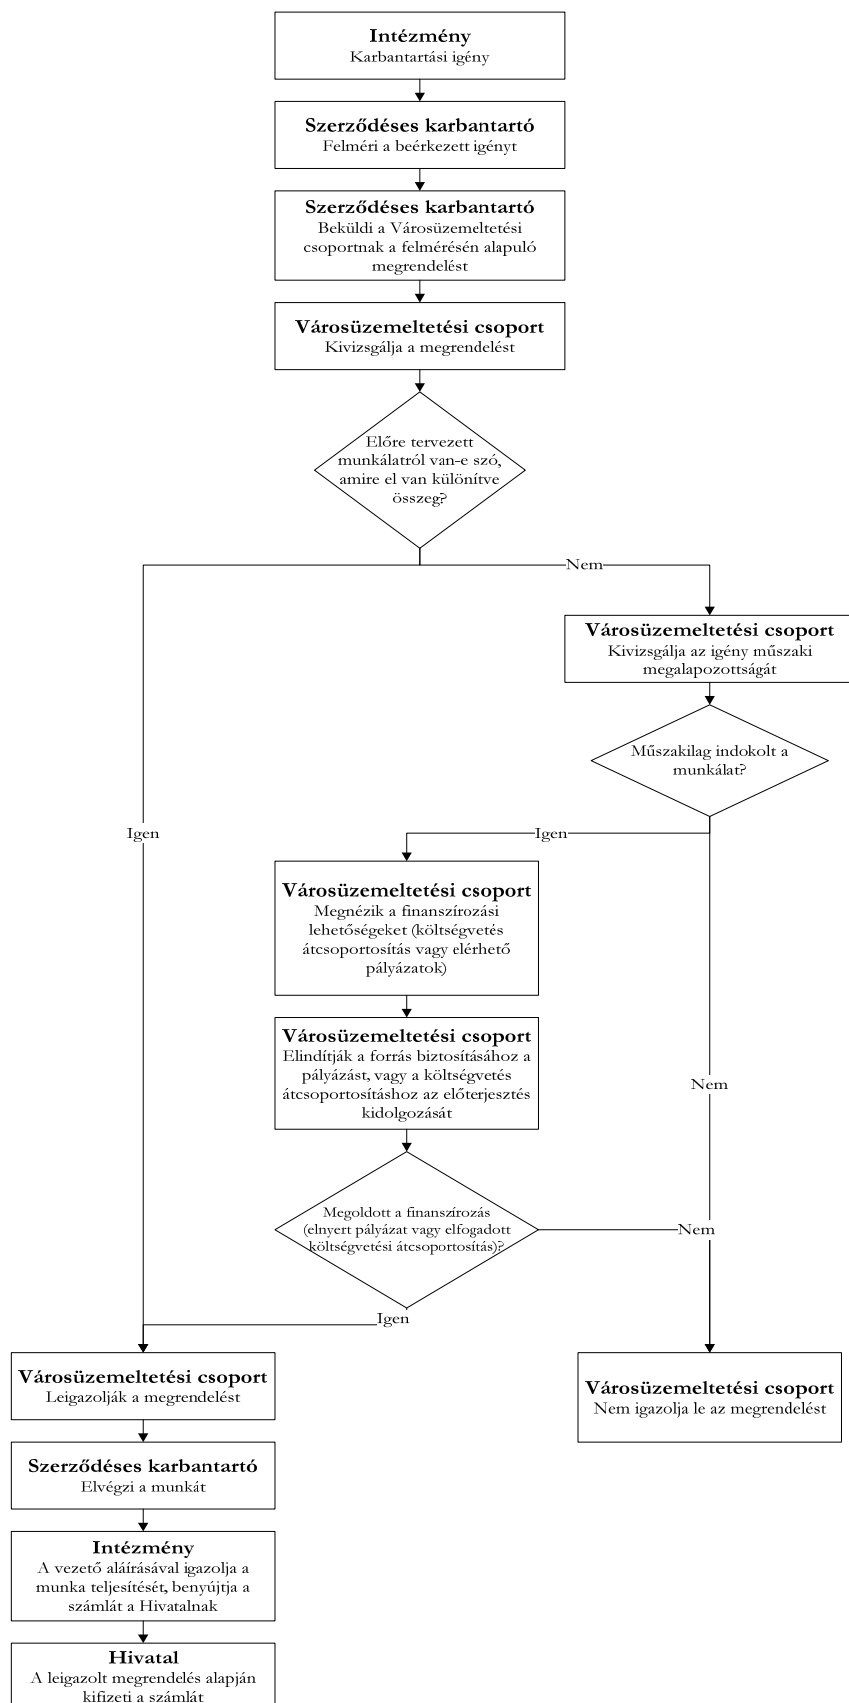 Intézmény
Karbantartási igény
Szerződéses karbantartó
Felméri a beérkezett igényt
Szerződéses karbantartó
Beküldi a Városüzemeltetési
csoportnak a felmérésén alapuló
megrendelést
Városüzemeltetési csoport
Kivizsgálja a megrendelést
Előre tervezett
munkálatról van-e szó,
amire el van különítve
összeg?
Nem
Városüzemeltetési csoport
Kivizsgálja az igény műszaki
megalapozottságát
Műszakilag indokolt a
munkálat?
Igen
Igen
Városüzemeltetési csoport
Megnézik a finanszírozási
lehetőségeket (költségvetés
átcsoportosítás vagy elérhető
pályázatok)
Városüzemeltetési csoport
Elindítják a forrás biztosításához a
pályázást, vagy a költségvetés
átcsoportosításhoz az előterjesztés
kidolgozását
Nem
Megoldott a finanszírozás
(elnyert pályázat vagy elfogadott
költségvetési átcsoportosítás)?
Nem
Igen
Városüzemeltetési csoport
Leigazolják a megrendelést
Városüzemeltetési csoport
Nem igazolja le az megrendelést
Szerződéses karbantartó
Elvégzi a munkát
Intézmény
A vezető aláírásával igazolja a
munka teljesítését, benyújtja a
számlát a Hivatalnak
Hivatal
A leigazolt megrendelés alapján
kifizeti a számlát